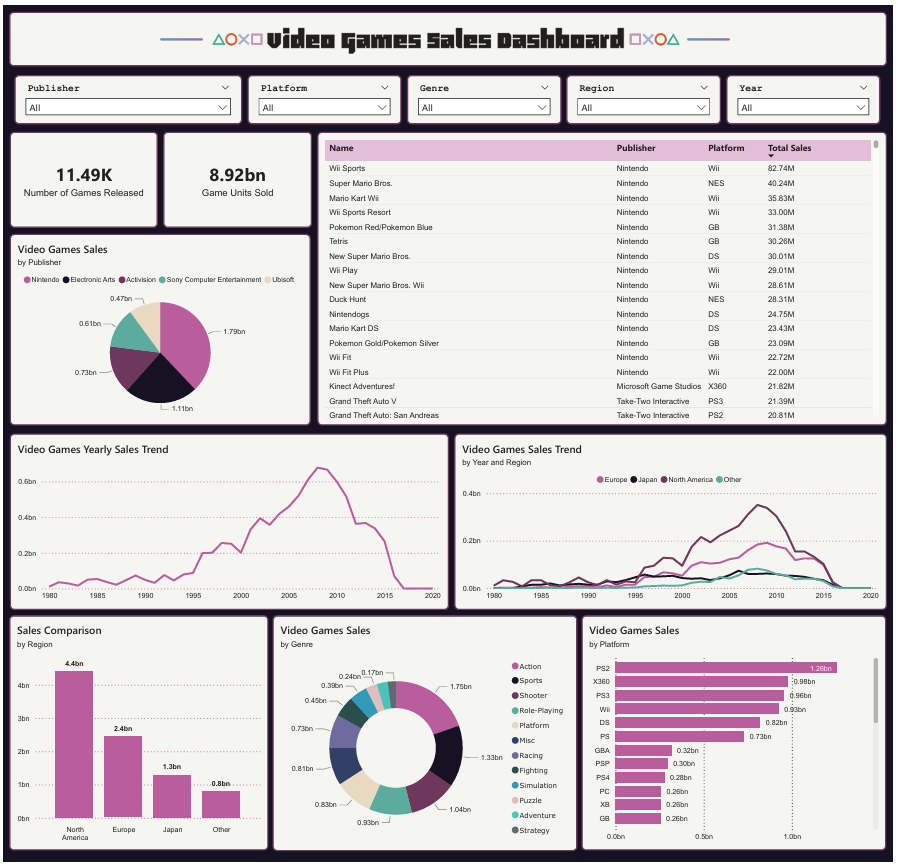 Video Games Sales Dashboard
Publisher
All
Platform
All
Genre
All
Region
All
Year
All
11.49K
Number of Games Released
8.92bn
Game Units Sold
Name Publisher Platform Total Sales
Wii Sports Nintendo Wii 82.74M
Super Mario Bros. Nintendo NES 40.24M
Mario Kart Wii Nintendo Wii 35.83M
Wii Sports Resort Nintendo Wii 33.00M
Pokemon Red/Pokemon Blue Nintendo GB 31.38M
Tetris Nintendo GB 30.26M
New Super Mario Bros. Nintendo DS 30.01M
Wii Play Nintendo Wii 29.01M
New Super Mario Bros. Wii Nintendo Wii 28.61M
Duck Hunt Nintendo NES 28.31M
Nintendogs Nintendo DS 24.75M
Mario Kart DS Nintendo DS 23.43M
Pokemon Gold/Pokemon Silver Nintendo GB 23.09M
Wii Fit Nintendo Wii 22.72M
Wii Fit Plus Nintendo Wii 22.00M
Kinect Adventures! Microsoft Game Studios X360 21.82M
Grand Theft Auto V Take-Two Interactive PS3 21.39M
Grand Theft Auto: San Andreas Take-Two Interactive PS2 20.81M
Video Games Sales
by Publisher
Nintendo Electronic Arts Activision Sony Computer Entertainment Ubisoft
0.47bn
0.61bn
1.79bn
0.73bn
1.11bn
Video Games Yearly Sales Trend
0.6bn
0.4bn
0.2bn
0.0bn
1980 1985 1990 1995 2000 2005 2010 2015 2020
Video Games Sales Trend
by Year and Region
Europe Japan North America Other
0.4bn
0.2bn
0.0bn
1980 1985 1990 1995 2000 2005 2010 2015 2020
Sales Comparison
by Region
4.4bn
2.4bn
1.3bn
0.8bn
4bn
3bn
2bn
1bn
0bn
North America
Europe
Japan
Other
Video Games Sales
by Genre
1.75bn
1.33bn
1.04bn
0.93bn
0.83bn
0.81bn
0.73bn
0.45bn
0.39bn
0.24bn
0.17bn
Action
Sports
Shooter
Role-Playing
Platform
Misc
Racing
Fighting
Simulation
Puzzle
Adventure
Strategy
Video Games Sales
by Platform
PS2 1.26bn
X360 0.98bn
PS3 0.96bn
Wii 0.93bn
DS 0.82bn
PS 0.73bn
GBA 0.32bn
PSP 0.30bn
PS4 0.28bn
PC 0.26bn
XB 0.26bn
GB 0.26bn
0.0bn 0.5bn 1.0bn